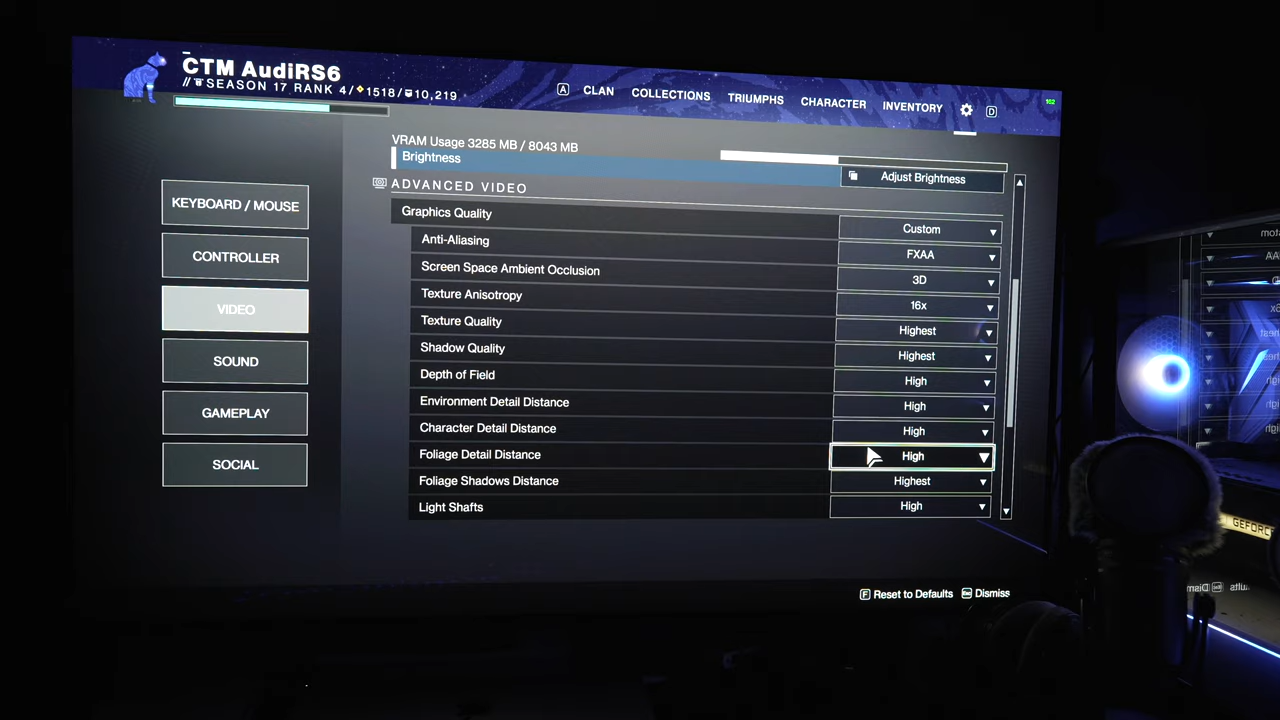 CTM AudiRS6
// SEASON 17 RANK 4/ 1518/ 10,219
A CLAN COLLECTIONS TRIUMPHS CHARACTER INVENTORY D
162
VRAM Usage 3285 MB / 8043 MB
Brightness Adjust Brightness
ADVANCED VIDEO
Graphics Quality Custom
Anti-Aliasing FXAA
Screen Space Ambient Occlusion 3D
Texture Anisotropy 16x
Texture Quality Highest
Shadow Quality Highest
Depth of Field High
Environment Detail Distance High
Character Detail Distance High
Foliage Detail Distance High
Foliage Shadows Distance Highest
Light Shafts High
KEYBOARD / MOUSE
CONTROLLER
VIDEO
SOUND
GAMEPLAY
SOCIAL
F Reset to Defaults Esc Dismiss
GEFORCE